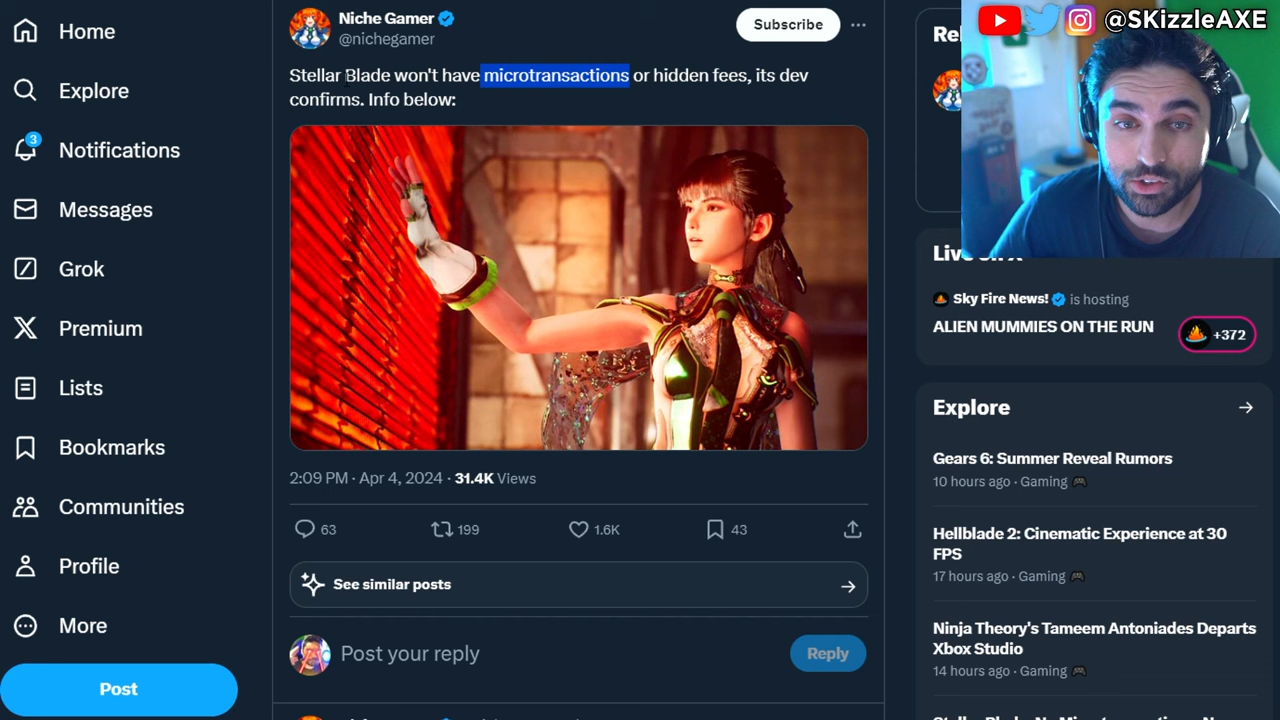 Home
Explore
3
Notifications
Messages
Grok
Premium
Lists
Bookmarks
Communities
Profile
More
Post
Niche Gamer
@nichegamer
Subscribe
Stellar Blade won't have microtransactions or hidden fees, its dev
confirms. Info below:
2:09 PM · Apr 4, 2024 · 31.4K Views
63
199
1.6K
43
See similar posts
Post your reply
Reply
@SKizzleAXE
Sky Fire News! is hosting
ALIEN MUMMIES ON THE RUN
+372
Explore
Gears 6: Summer Reveal Rumors
10 hours ago · Gaming 🎮
Hellblade 2: Cinematic Experience at 30
FPS
17 hours ago · Gaming 🎮
Ninja Theory's Tameem Antoniades Departs
Xbox Studio
14 hours ago · Gaming 🎮